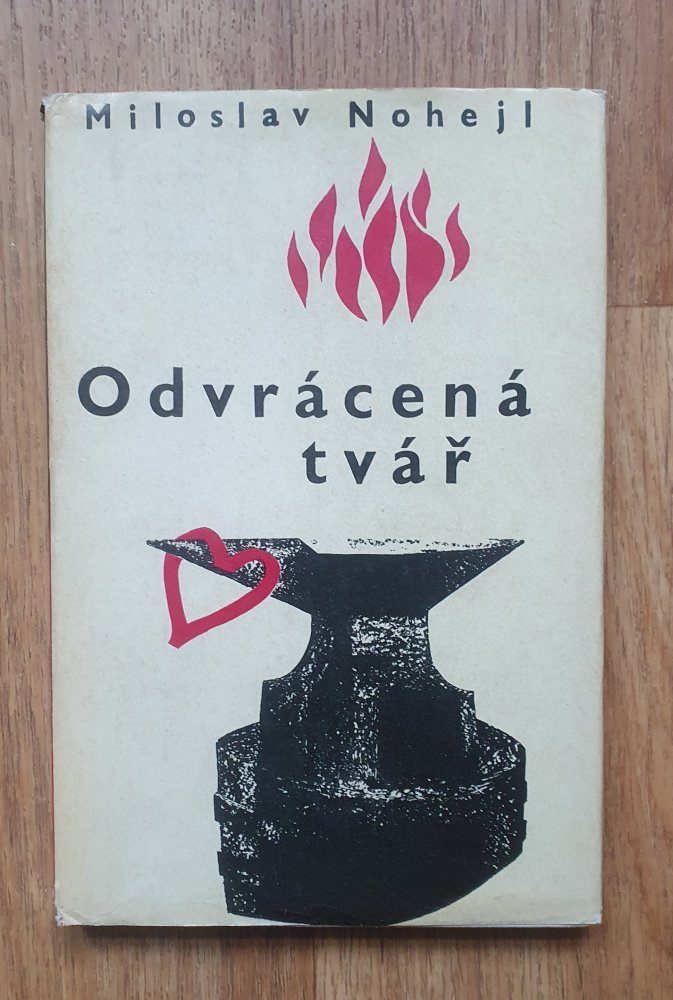 Miloslav Nohejl
Odvrácená
tvář